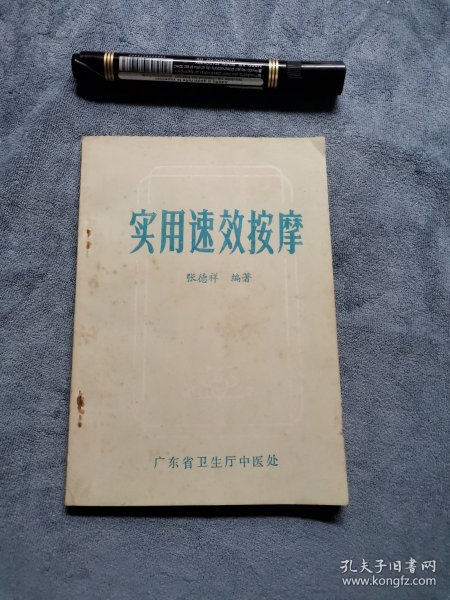 实用速效按摩
张德祥 编著
广东省卫生厅中医处
孔夫子旧书网
www.kongfz.com